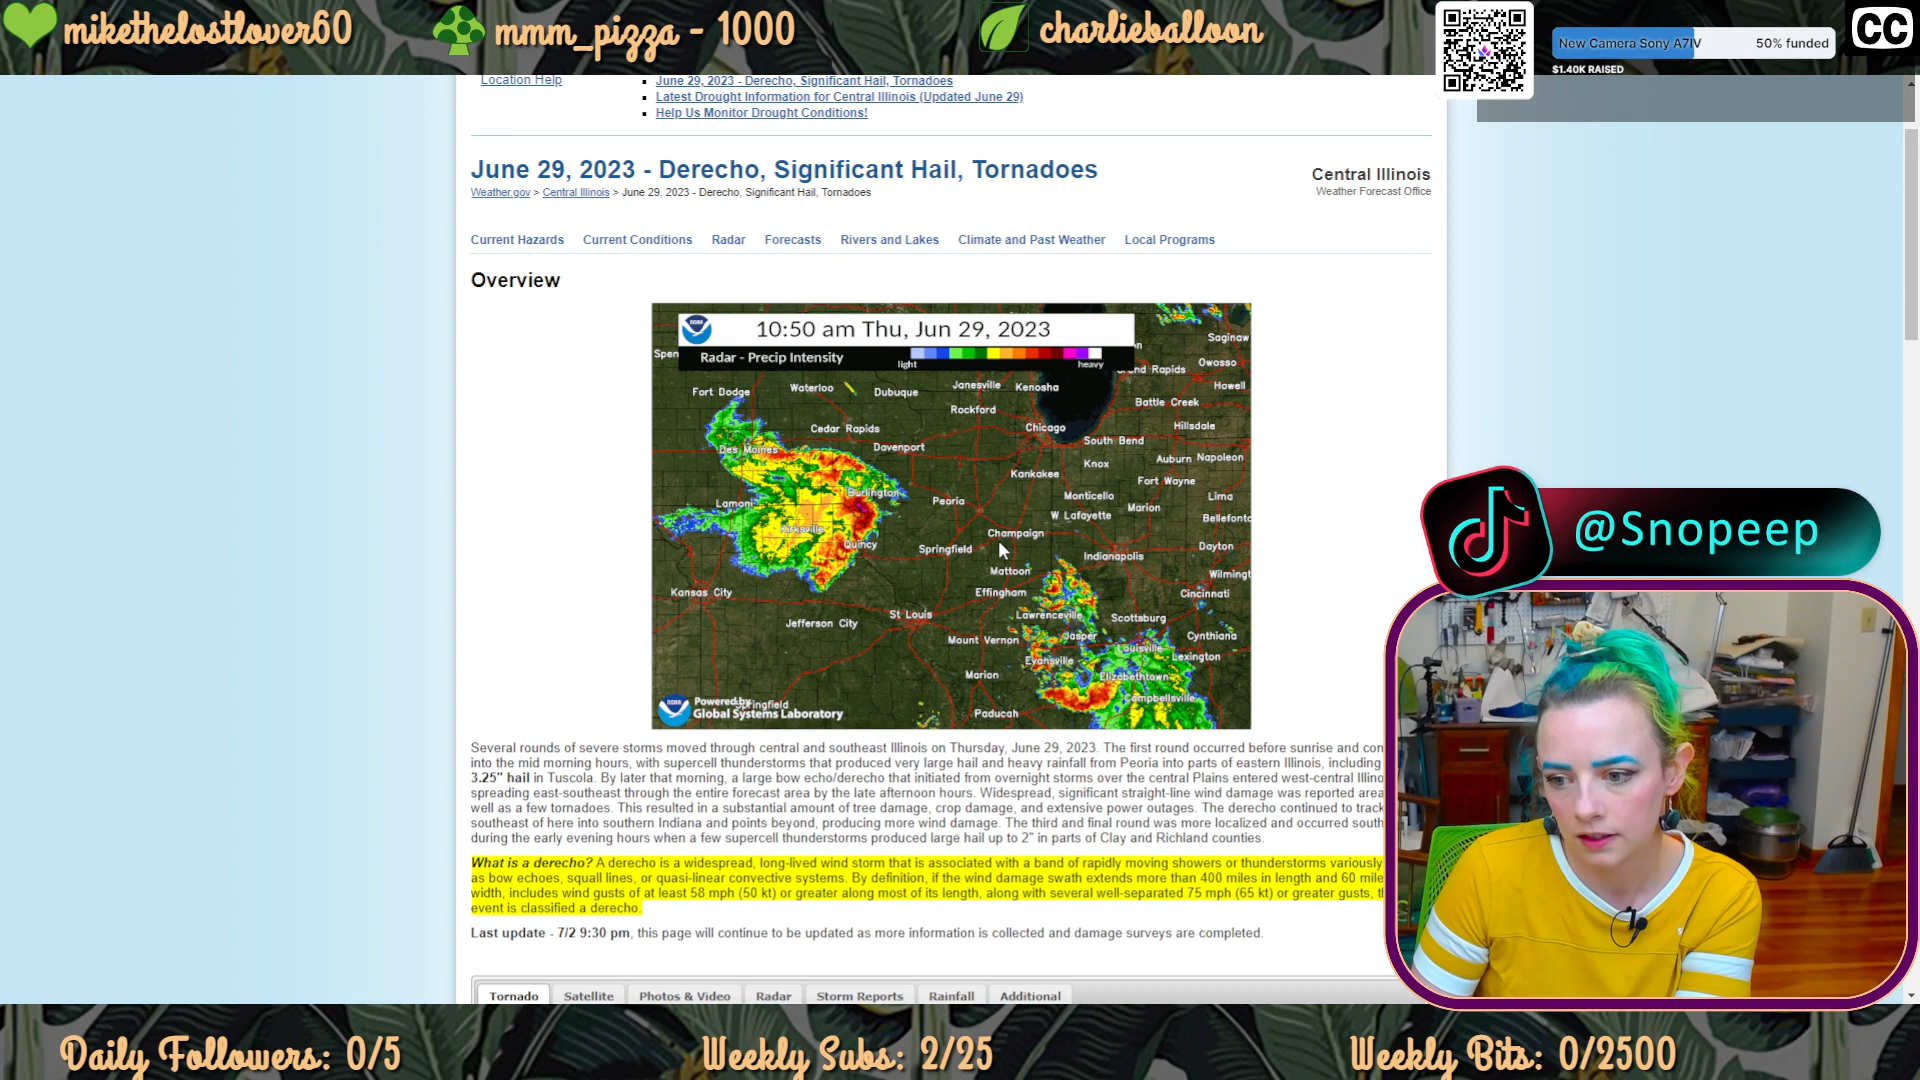 mikethelostlover60
mmm_pizza - 1000
charlieballoon
New Camera Sony A7IV 50% funded
$1.40K RAISED
CC
Location Help
June 29, 2023 - Derecho, Significant Hail, Tornadoes
Latest Drought Information for Central Illinois (Updated June 29)
Help Us Monitor Drought Conditions!
June 29, 2023 - Derecho, Significant Hail, Tornadoes
Weather.gov > Central Illinois > June 29, 2023 - Derecho, Significant Hail, Tornadoes
Central Illinois
Weather Forecast Office
Current Hazards Current Conditions Radar Forecasts Rivers and Lakes Climate and Past Weather Local Programs
Overview
10:50 am Thu, Jun 29, 2023
Radar - Precip Intensity
light heavy
Saginaw
Spen
Owosso
Grand Rapids
Howell
Fort Dodge Waterloo Dubuque Janesville Kenosha
Battle Creek
Rockford
Cedar Rapids Chicago Hillsdale
Des Moines Davenport South Bend
Knox Auburn Napoleon
Kankakee Fort Wayne
Burlington Peoria Monticello Lima
Lamoni W Lafayette Marion Bellefonta
Kirksville Champaign
Quincy Springfield Indianapolis Dayton
Mattoon Wilmingt
Kansas City Effingham Cincinnati
St Louis Lawrenceville Scottsburg
Jefferson City Jasper Cynthiana
Mount Vernon Louisville
Evansville Lexington
Marion Elizabethtown
Campbellsville
Springfield
Paducah
Powered by
Global Systems Laboratory
Several rounds of severe storms moved through central and southeast Illinois on Thursday, June 29, 2023. The first round occurred before sunrise and con
into the mid morning hours, with supercell thunderstorms that produced very large hail and heavy rainfall from Peoria into parts of eastern Illinois, including
3.25" hail in Tuscola. By later that morning, a large bow echo/derecho that initiated from overnight storms over the central Plains entered west-central Illino
spreading east-southeast through the entire forecast area by the late afternoon hours. Widespread, significant straight-line wind damage was reported area
well as a few tornadoes. This resulted in a substantial amount of tree damage, crop damage, and extensive power outages. The derecho continued to track
southeast of here into southern Indiana and points beyond, producing more wind damage. The third and final round was more localized and occurred south
during the early evening hours when a few supercell thunderstorms produced large hail up to 2" in parts of Clay and Richland counties.
What is a derecho? A derecho is a widespread, long-lived wind storm that is associated with a band of rapidly moving showers or thunderstorms variously
as bow echoes, squall lines, or quasi-linear convective systems. By definition, if the wind damage swath extends more than 400 miles in length and 60 mile
width, includes wind gusts of at least 58 mph (50 kt) or greater along most of its length, along with several well-separated 75 mph (65 kt) or greater gusts, t
event is classified a derecho.
Last update - 7/2 9:30 pm, this page will continue to be updated as more information is collected and damage surveys are completed.
Tornado Satellite Photos & Video Radar Storm Reports Rainfall Additional
@Snopeep
Daily Followers: 0/5
Weekly Subs: 2/25
Weekly Bits: 0/2500